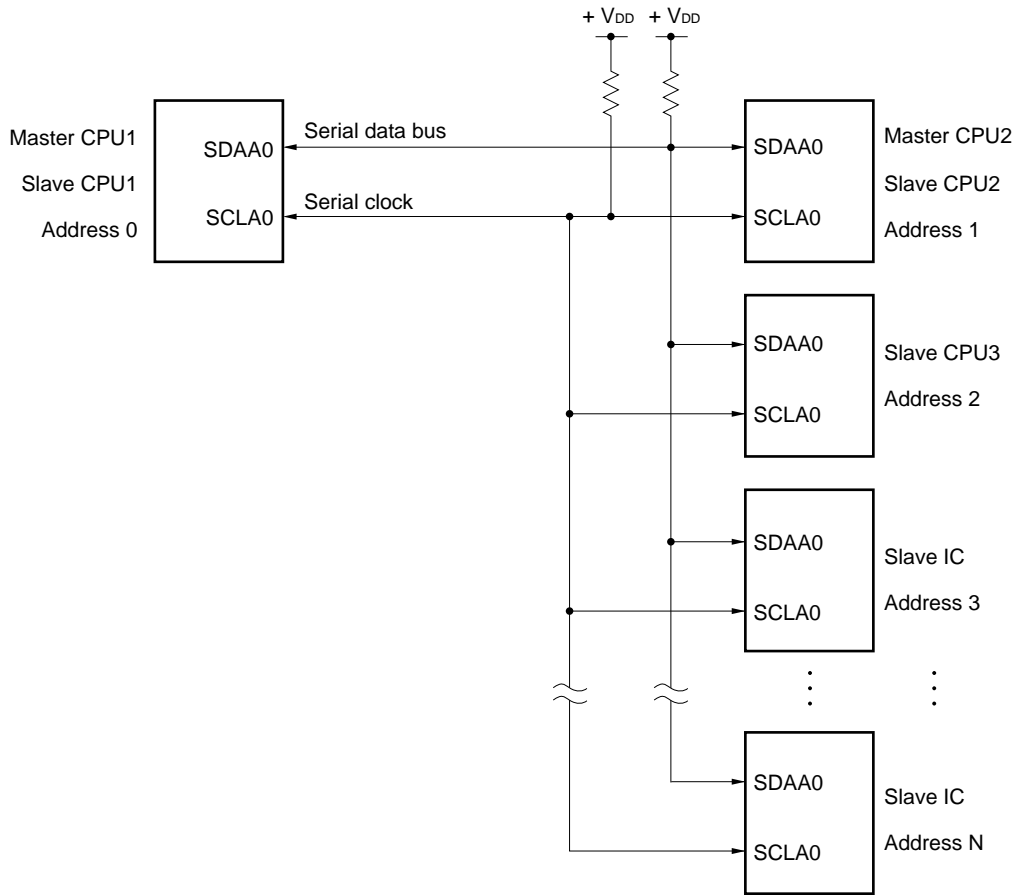 + VDD + VDD
Master CPU1
Slave CPU1
Address 0
SDAA0
SCLA0
Serial data bus
Serial clock
SDAA0
SCLA0
Master CPU2
Slave CPU2
Address 1
SDAA0
SCLA0
Slave CPU3
Address 2
SDAA0
SCLA0
Slave IC
Address 3
SDAA0
SCLA0
Slave IC
Address N